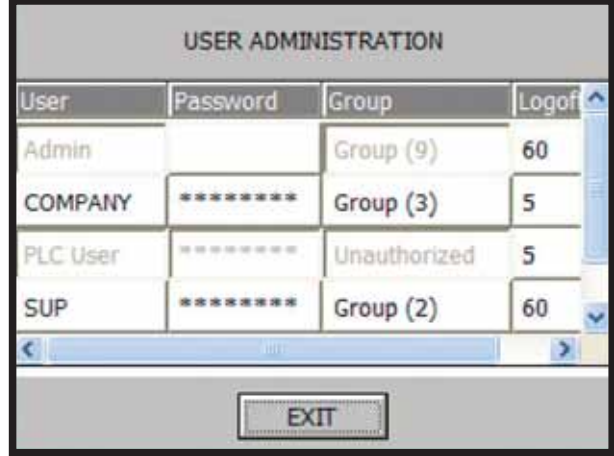 USER ADMINISTRATION
User Password Group Logoff
Admin Group (9) 60
COMPANY ******** Group (3) 5
PLC User ******** Unauthorized 5
SUP ******** Group (2) 60
EXIT